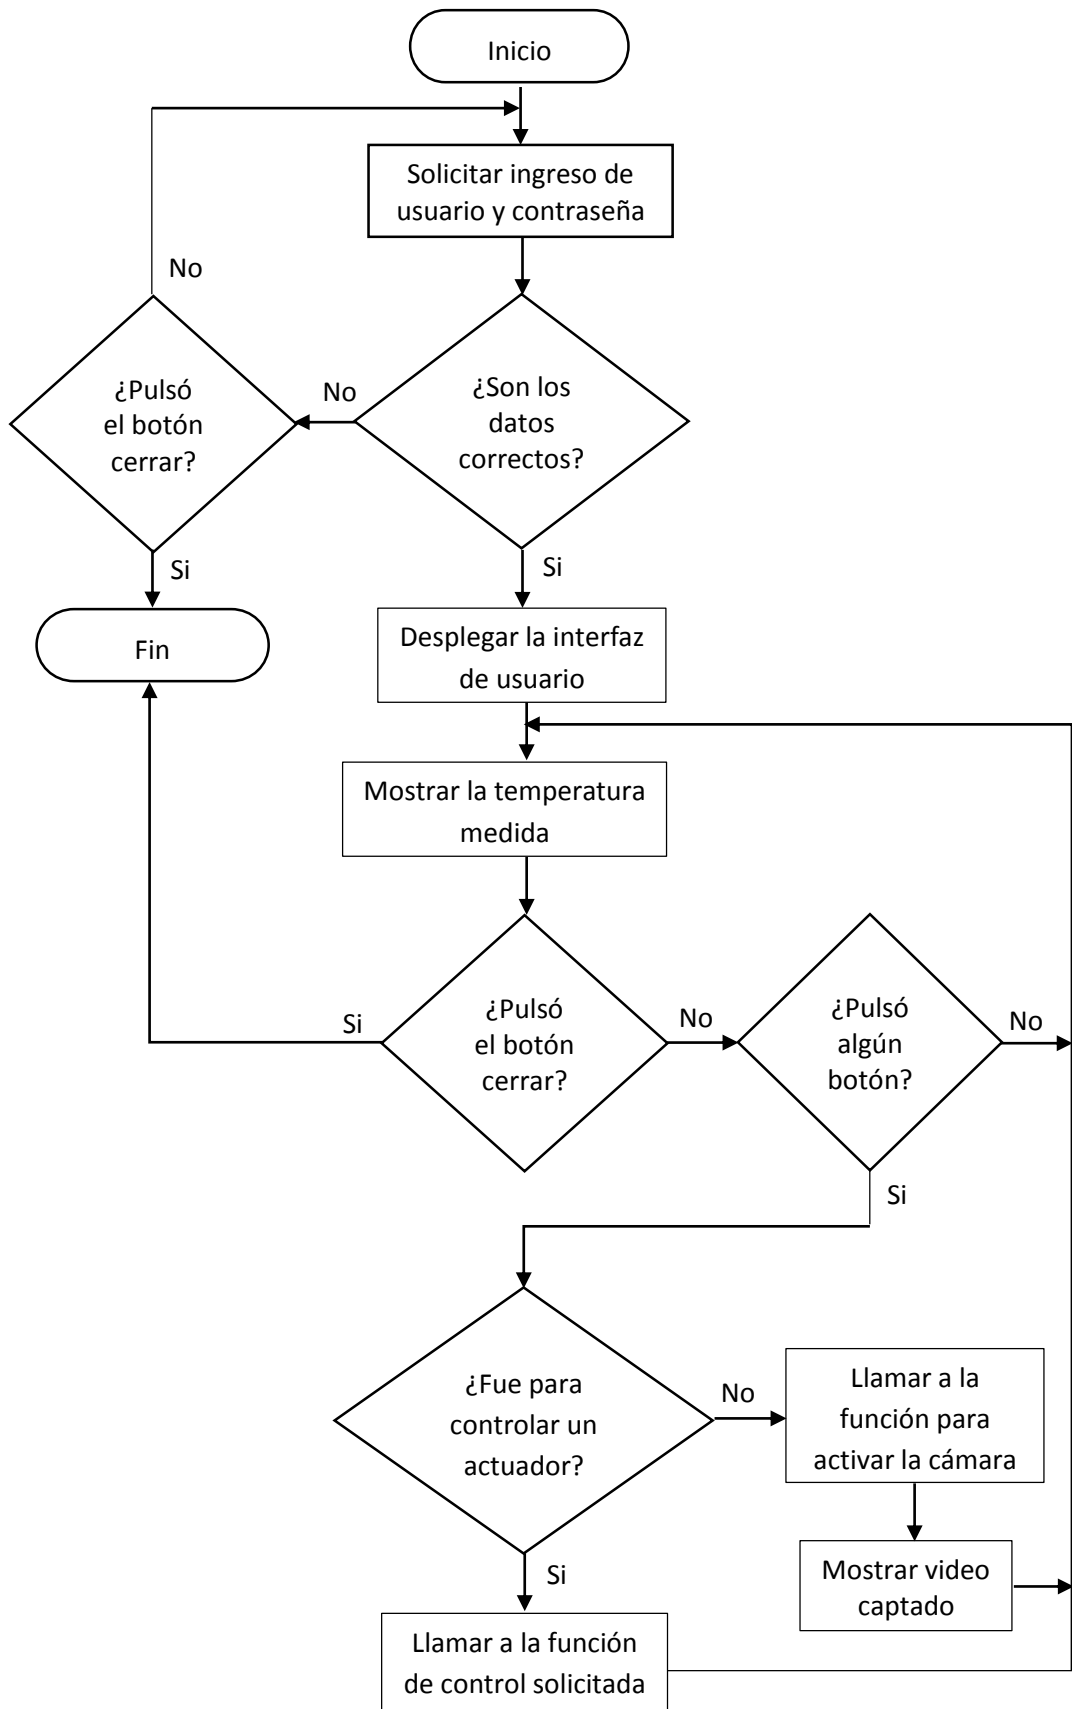 Inicio
Solicitar ingreso de
usuario y contraseña
No
¿Pulsó
el botón
cerrar?
No
¿Son los
datos
correctos?
Si
Si
Fin
Desplegar la interfaz
de usuario
Mostrar la temperatura
medida
Si
¿Pulsó
el botón
cerrar?
No
¿Pulsó
algún
botón?
No
Si
¿Fue para
controlar un
actuador?
No
Llamar a la
función para
activar la cámara
Si
Mostrar video
captado
Llamar a la función
de control solicitada